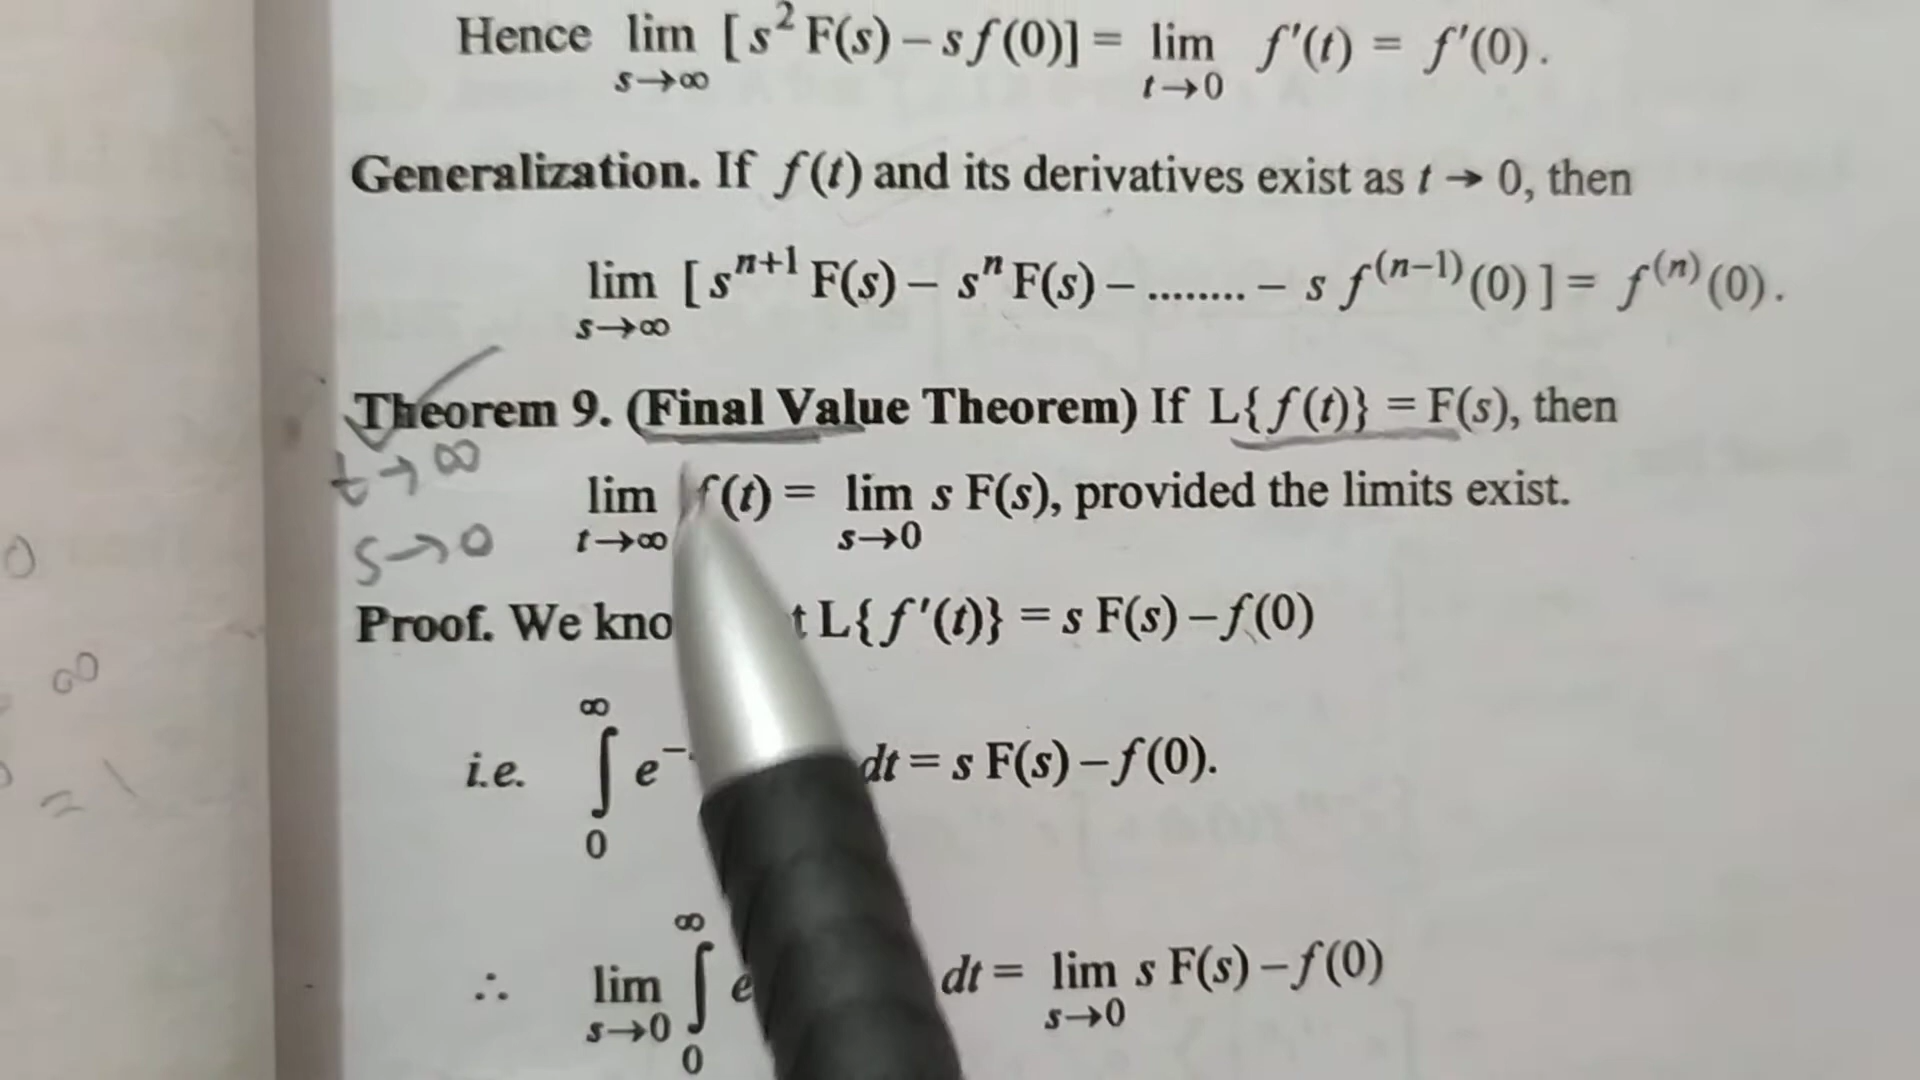 Hence lim [s² F(s) – s f(0)] = lim f'(t) = f'(0).
s→∞ t→0
Generalization. If f(t) and its derivatives exist as t → 0, then
lim [sⁿ⁺¹ F(s) – sⁿ F(s) – ........ – s f⁽ⁿ⁻¹⁾(0)] = f⁽ⁿ⁾(0).
s→∞
Theorem 9. (Final Value Theorem) If L{f(t)} = F(s), then
t→∞
lim f(t) = lim s F(s), provided the limits exist.
t→∞ s→0
s→0
Proof. We L{f'(t)} = s F(s) – f(0)
i.e. ∫ e⁻ dt = s F(s) – f(0).
∞
0
∴ lim ∫ e dt = lim s F(s) – f(0)
s→0 s→0
∞
0
0
∞
=